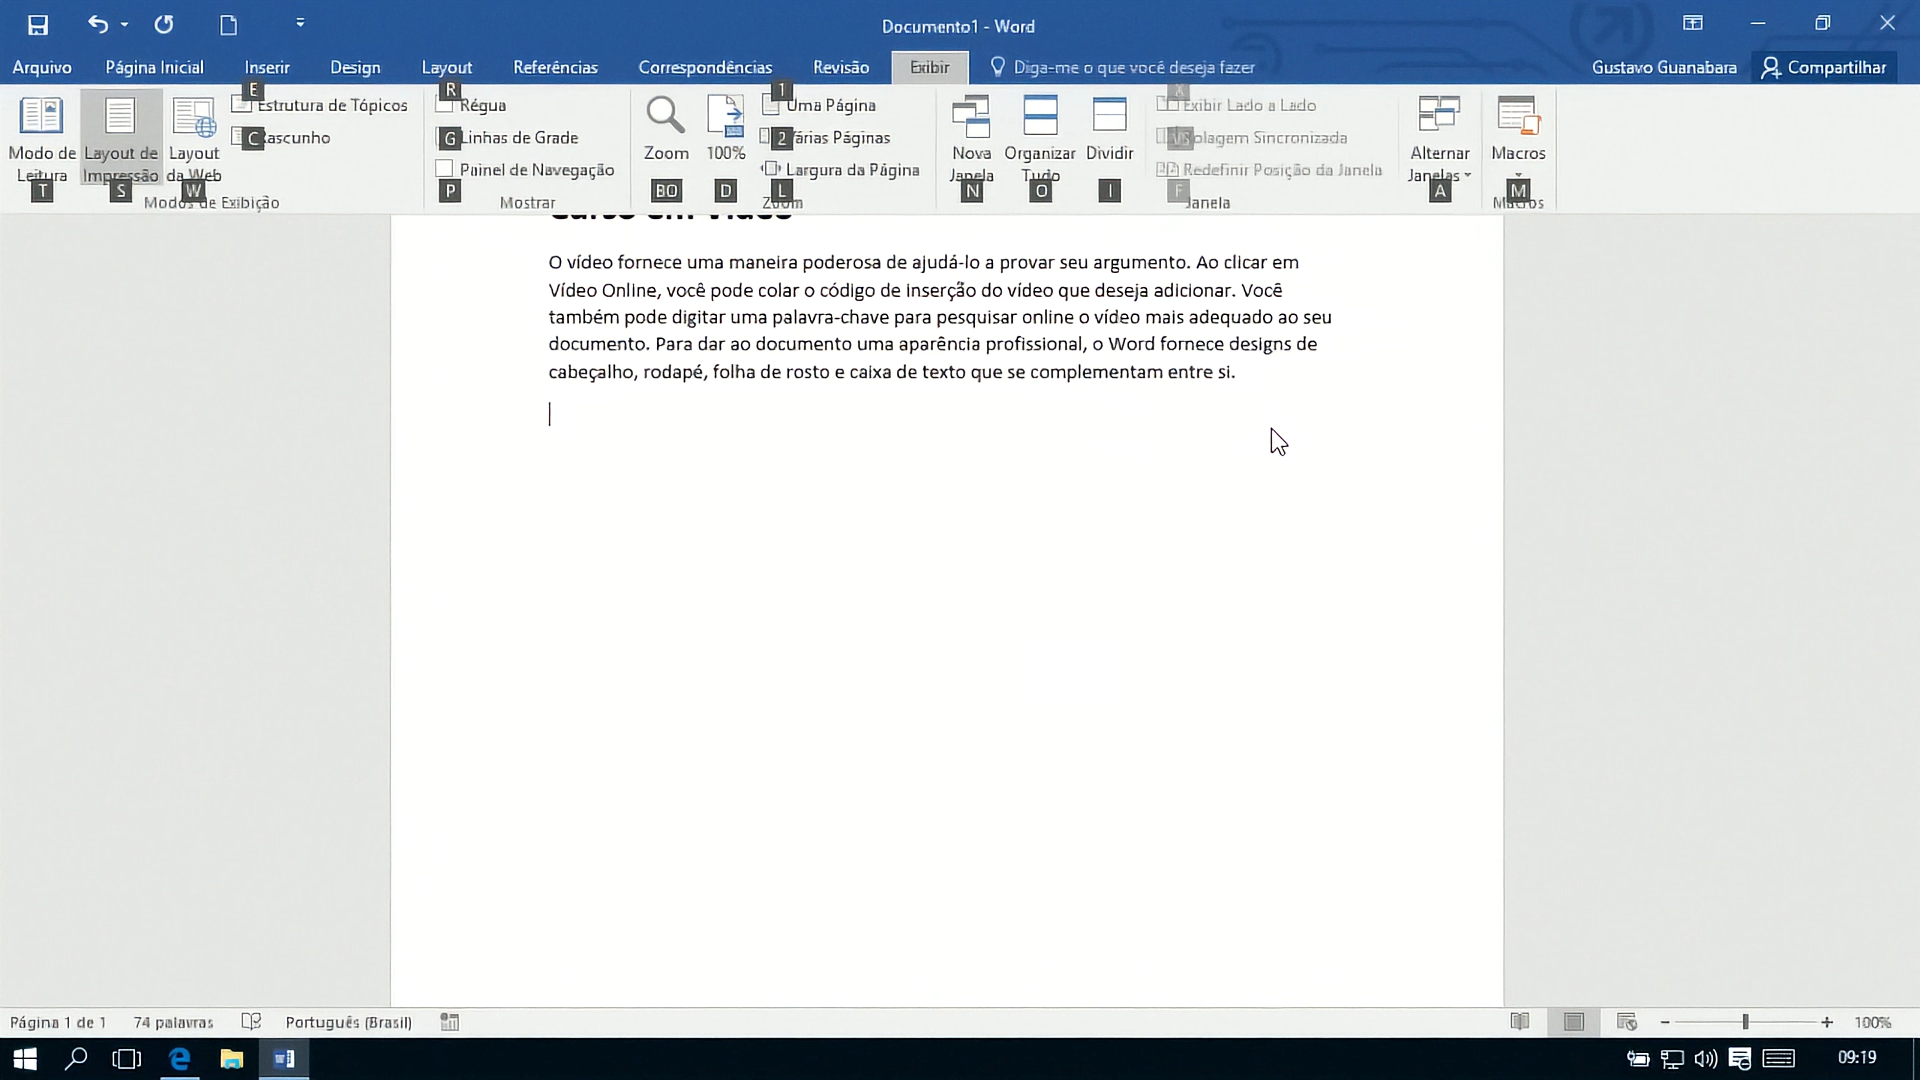 Documento1 - Word
Arquivo Página Inicial Inserir Design Layout Referências Correspondências Revisão Exibir Diga-me o que você deseja fazer Gustavo Guanabara Compartilhar
E R 1 X
Estrutura de Tópicos Régua Uma Página Exibir Lado a Lado
C G 2
Rascunho Linhas de Grade Várias Páginas Rolagem Sincronizada
Modo de Leitura Layout de Impressão Layout da Web Zoom 100% Nova Janela Organizar Tudo Dividir Alternar Janelas Macros
Painel de Navegação Largura da Página Redefinir Posição da Janela
T S W P BO D L N O I F A M
Modos de Exibição Mostrar Zoom Janela Macros
Curso em Vídeo
O vídeo fornece uma maneira poderosa de ajudá-lo a provar seu argumento. Ao clicar em
Vídeo Online, você pode colar o código de inserção do vídeo que deseja adicionar. Você
também pode digitar uma palavra-chave para pesquisar online o vídeo mais adequado ao seu
documento. Para dar ao documento uma aparência profissional, o Word fornece designs de
cabeçalho, rodapé, folha de rosto e caixa de texto que se complementam entre si.
Página 1 de 1 74 palavras Português (Brasil) 100%
09:19